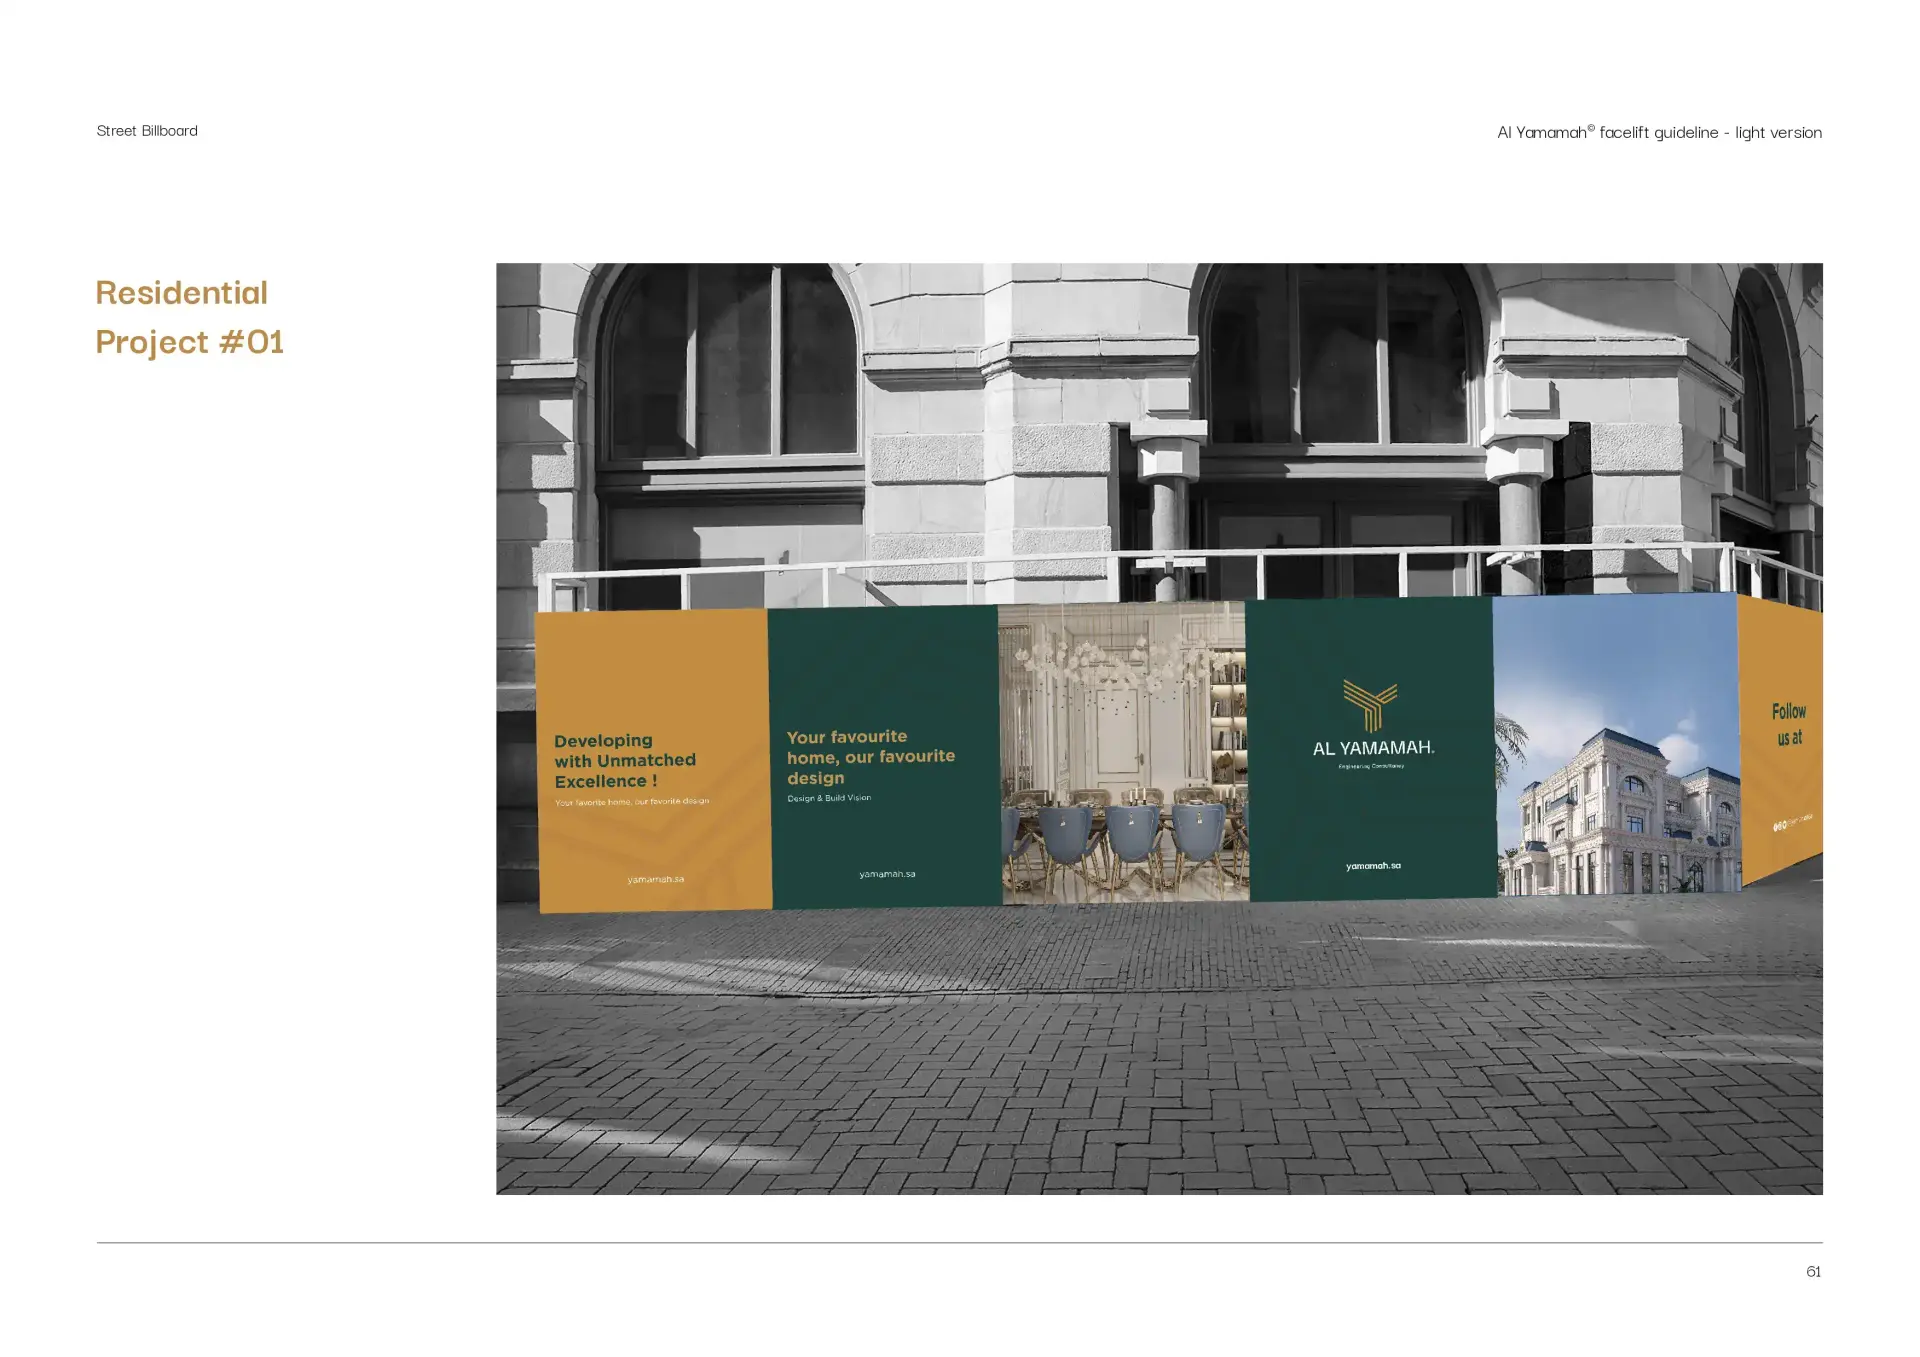 Street Billboard
Al Yamamah© facelift guideline - light version
Residential
Project #01
Developing
with Unmatched
Excellence !
Your favorite home, our favorite design
yamamah.sa
Your favourite
home, our favourite
design
Design & Build Vision
yamamah.sa
AL YAMAMAH.
Engineering Consultancy
yamamah.sa
Follow
us at
61